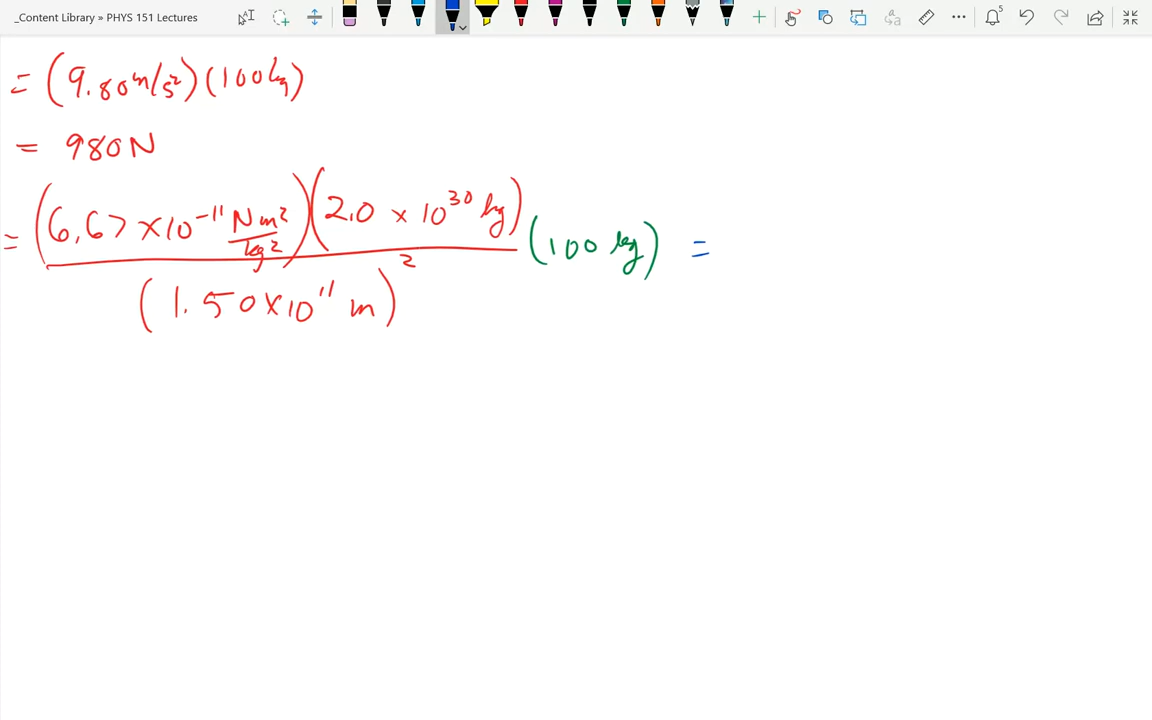 _Content Library » PHYS 151 Lectures
5
= (9.80 m/s²)(100 kg)
= 980 N
= (6.67 × 10⁻¹¹ N m²/kg²)(2.0 × 10³⁰ kg)
(100 kg) =
(1.50 × 10¹¹ m)²